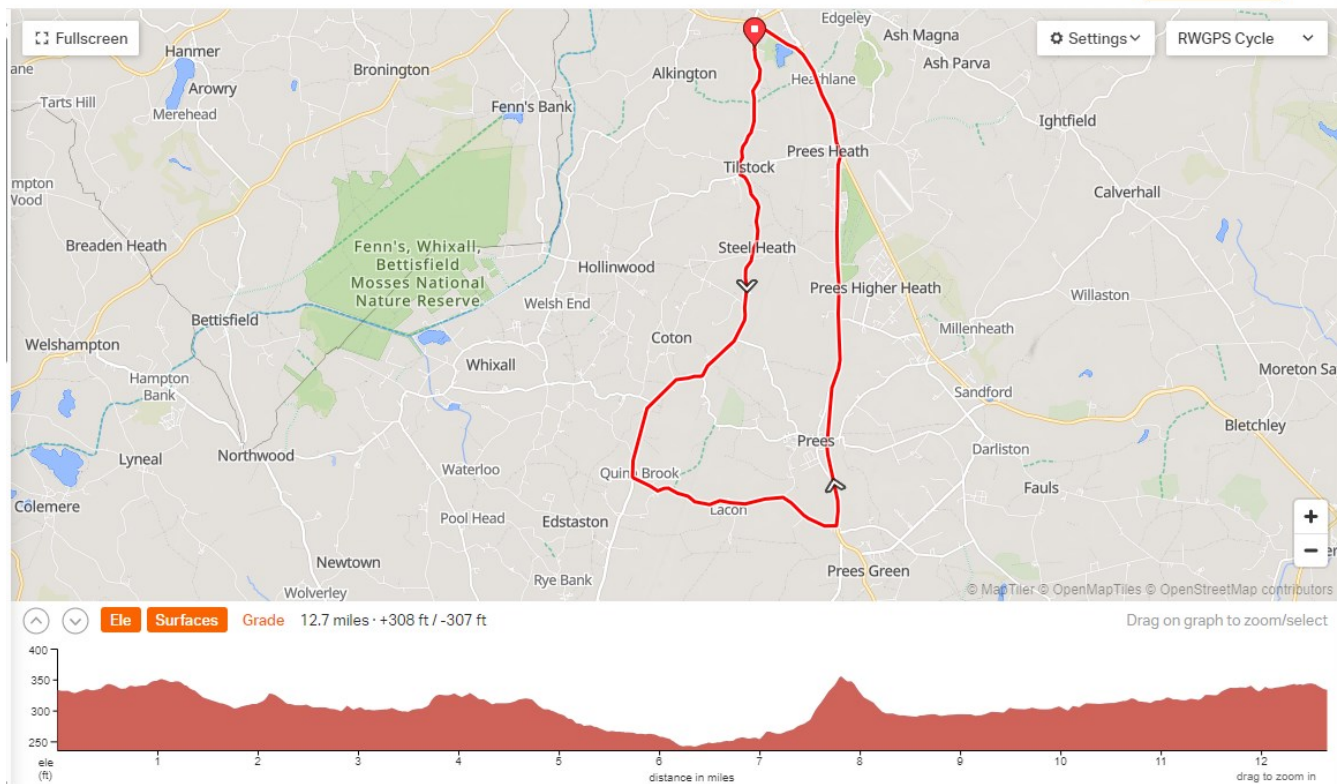 Fullscreen
Edgeley
Settings
RWGPS Cycle
Hanmer
Ash Magna
ane
Bronington
Alkington
Heathlane
Ash Parva
Tarts Hill
Arowry
Merehead
Fenn's Bank
Ightfield
Prees Heath
Tilstock
mpton
Wood
Calverhall
Breaden Heath
Fenn's, Whixall,
Bettisfield
Mosses National
Nature Reserve
Steel Heath
Hollinwood
Prees Higher Heath
Willaston
Welsh End
Bettisfield
Millenheath
Welshampton
Coton
Whixall
Hampton
Bank
Moreton Sa
Sandford
Bletchley
Prees
Lyneal
Northwood
Darliston
Waterloo
Quina Brook
Fauls
Colemere
Pool Head
Edstaston
Lacon
Newtown
Rye Bank
Prees Green
Wolverley
© MapTiler © OpenMapTiles © OpenStreetMap contributors
Ele Surfaces Grade 12.7 miles · +308 ft / -307 ft
Drag on graph to zoom/select
400
350
300
250
ele
(ft)
1 2 3 4 5 6 7 8 9 10 11 12
distance in miles
drag to zoom in